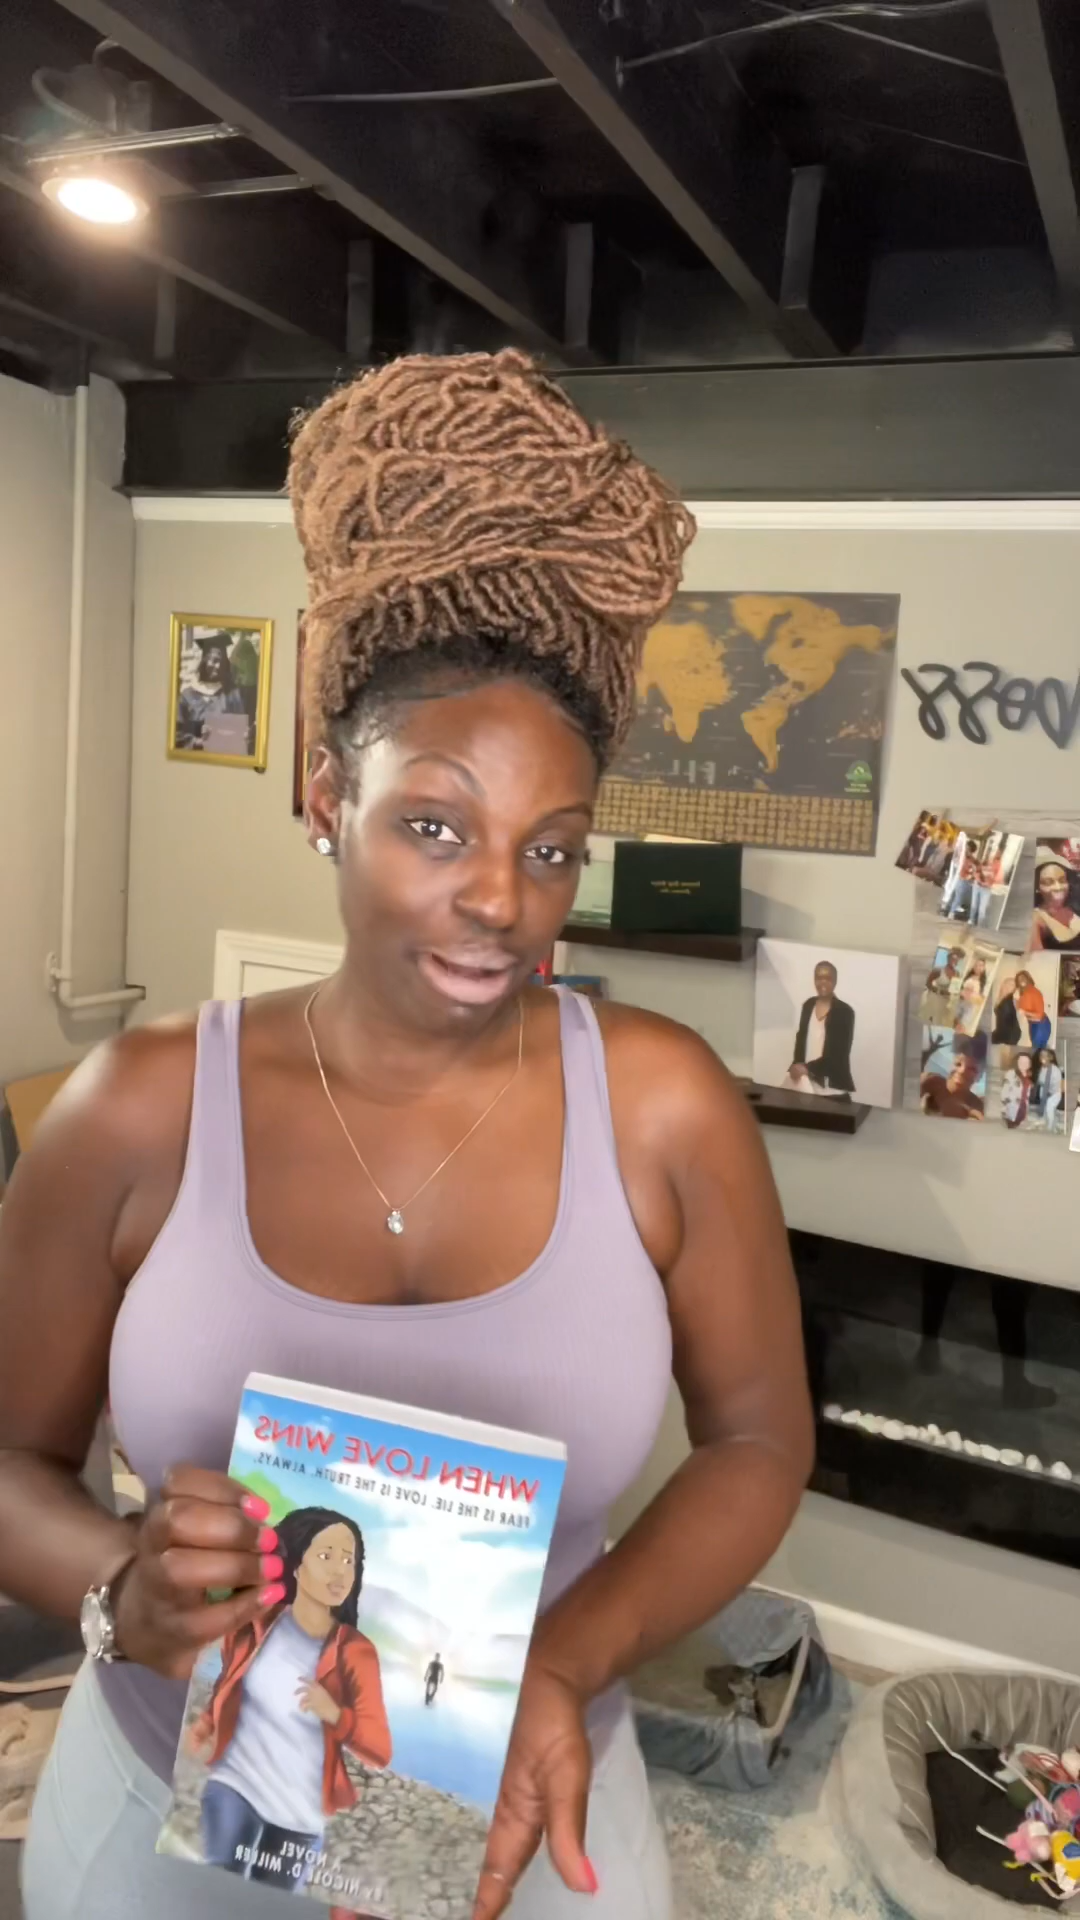 WHEN LOVE WINS
FEAR IS THE LIE. LOVE IS THE TRUTH. ALWAYS.
A NOVEL
BY NICOLE D. MILLER